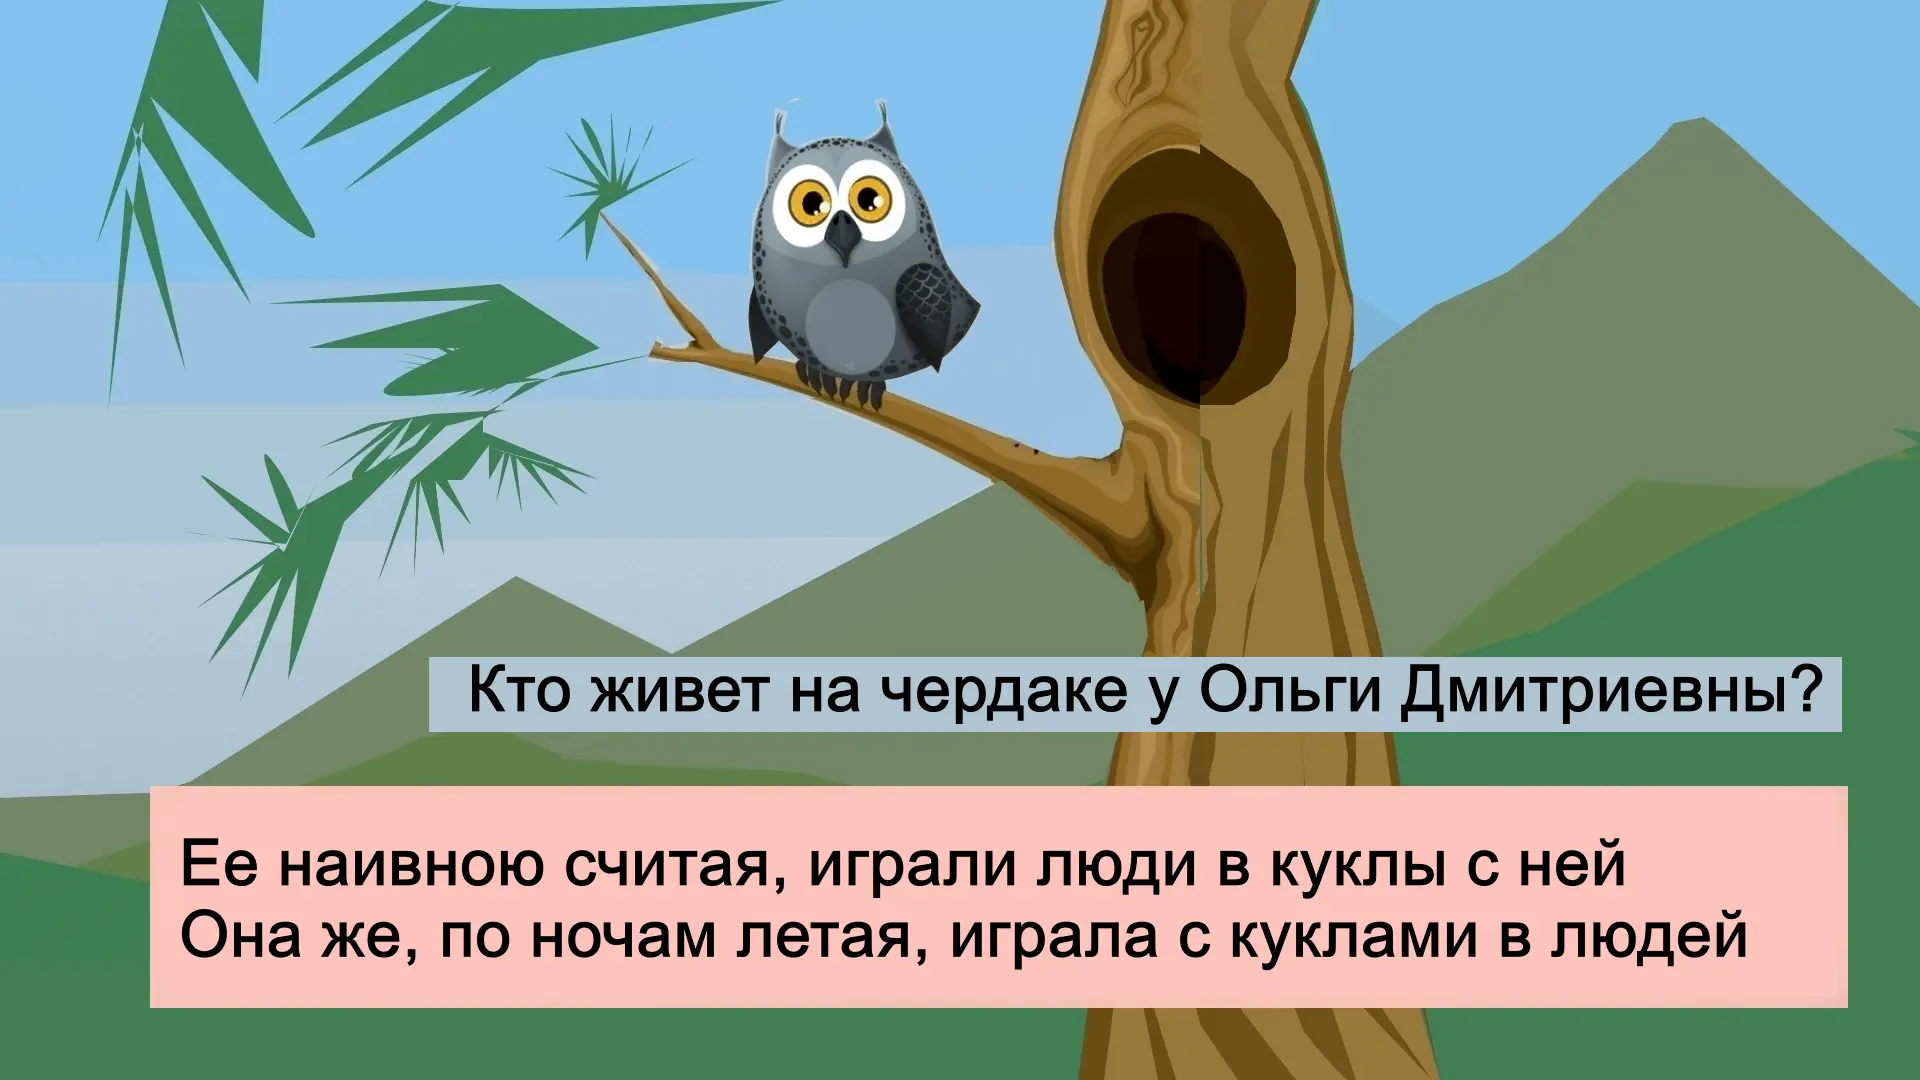 Кто живет на чердаке у Ольги Дмитриевны?
Ее наивною считая, играли люди в куклы с ней
Она же, по ночам летая, играла с куклами в людей